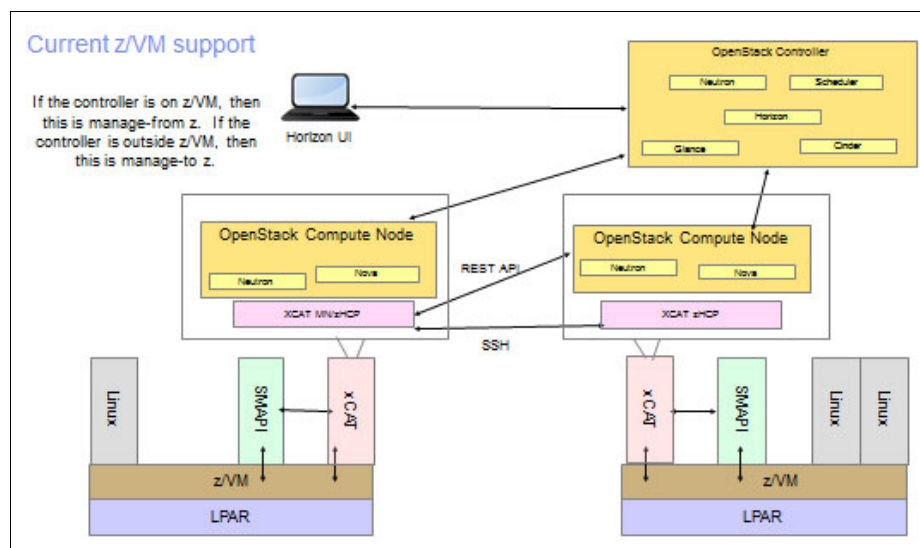 Current z/VM support
OpenStack Controller
Neutron
Scheduler
Horizon
Glance
Cinder
If the controller is on z/VM, then
this is manage-from z. If the
controller is outside z/VM, then
this is manage-to z.
Horizon UI
OpenStack Compute Node
Neutron
Nova
XCAT MN/zHCP
REST API
SSH
OpenStack Compute Node
Neutron
Nova
XCAT zHCP
Linux
SMAPI
xCAT
z/VM
LPAR
xCAT
SMAPI
Linux
Linux
z/VM
LPAR